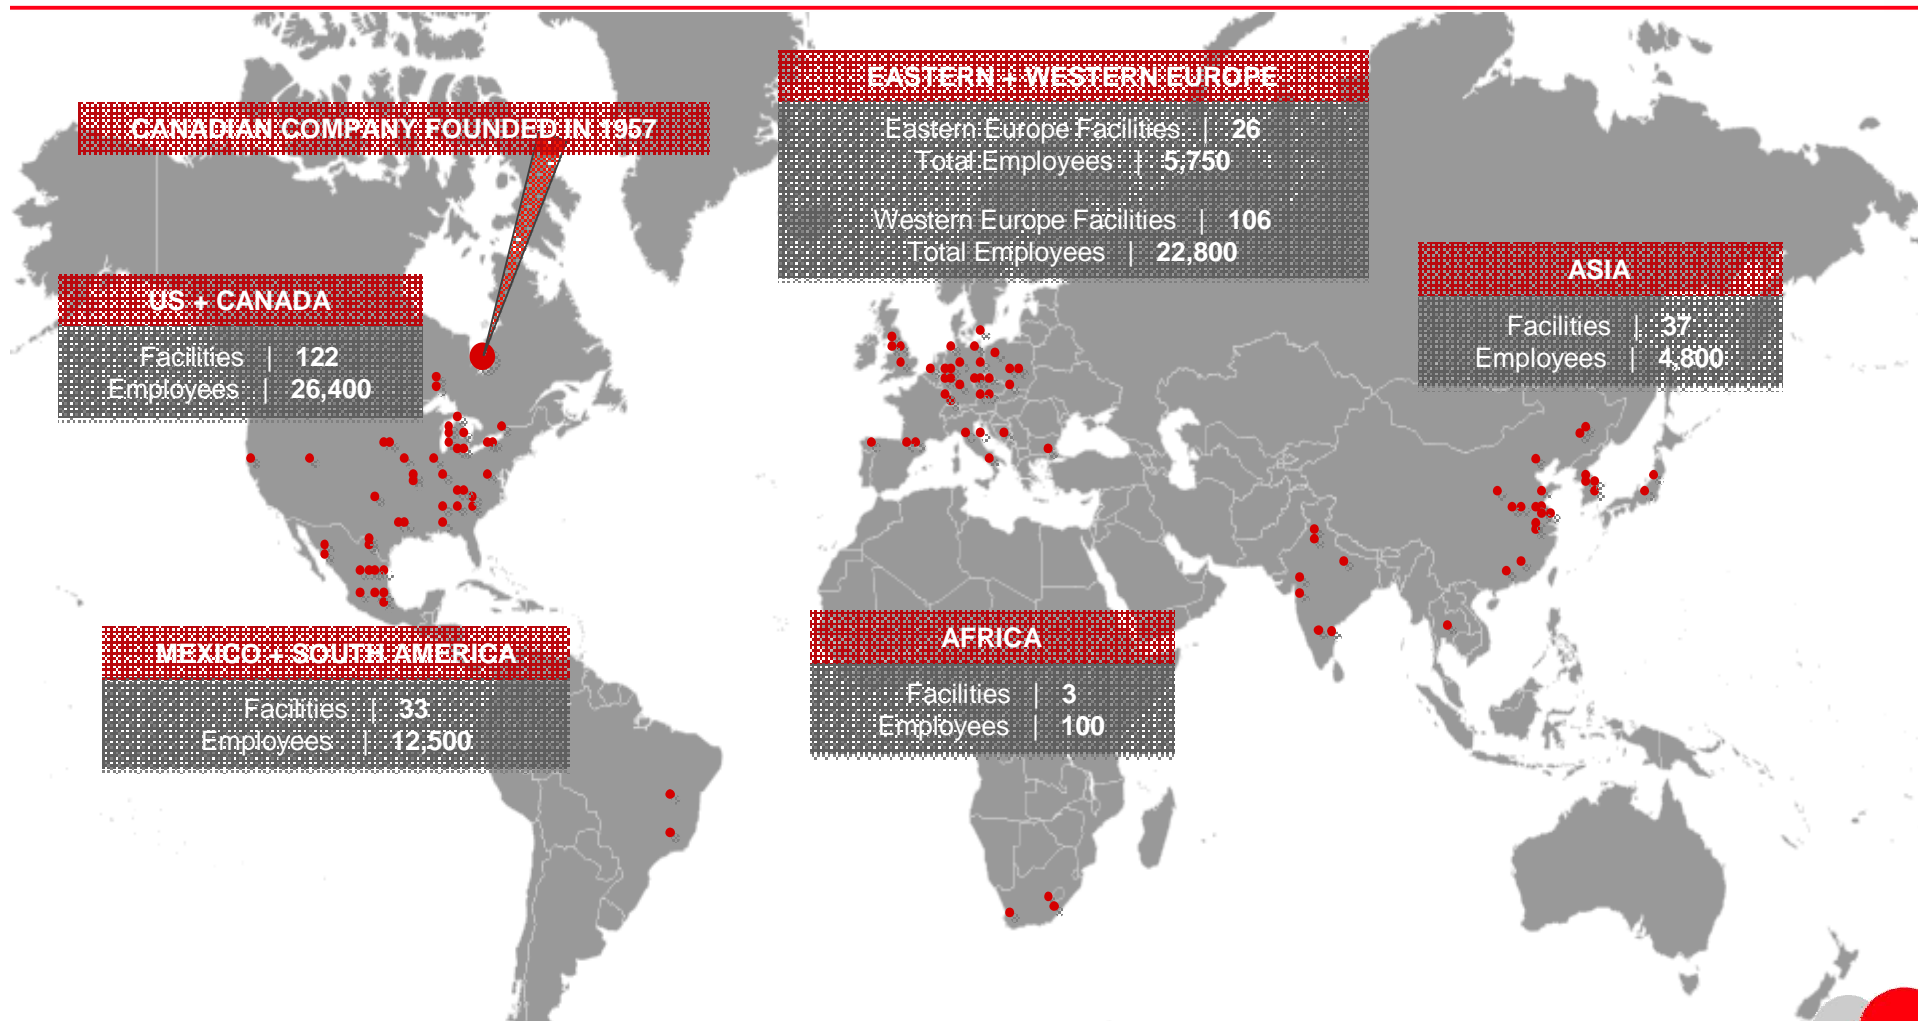 CANADIAN COMPANY FOUNDED IN 1957
EASTERN + WESTERN EUROPE
Eastern Europe Facilities | 26
Total Employees | 5,750
Western Europe Facilities | 106
Total Employees | 22,800
US + CANADA
Facilities | 122
Employees | 26,400
ASIA
Facilities | 37
Employees | 4,800
MEXICO + SOUTH AMERICA
Facilities | 33
Employees | 12,500
AFRICA
Facilities | 3
Employees | 100